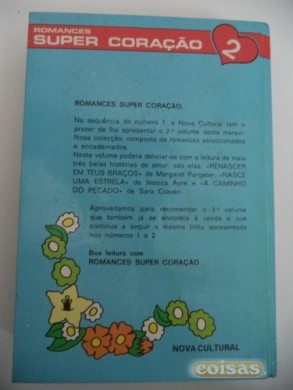 ROMANCES
SUPER CORAÇÃO
2
ROMANCES SUPER CORAÇÃO.
Na sequência do número 1, a Nova Cultural tem o
prazer de lhe apresentar o 2.º volume desta maravi-
lhosa colecção, composta de romances seleccionados
e encadernados.
Neste volume poderá deliciar-se com a leitura de mais
três belas histórias de amor, são elas: «RENASCER
EM TEUS BRAÇOS» de Margaret Pargeter, «NASCE
UMA ESTRELA» de Jessica Ayre e «A CAMINHO
DO PECADO» de Sara Craven
Aproveitamos para recomendar o 3.º volume
que também já se encontra à venda e que
continua a seguir a mesma linha apresentada
nos números 1 e 2
Boa leitura com
ROMANCES SUPER CORAÇÃO
NOVA CULTURAL
coisas